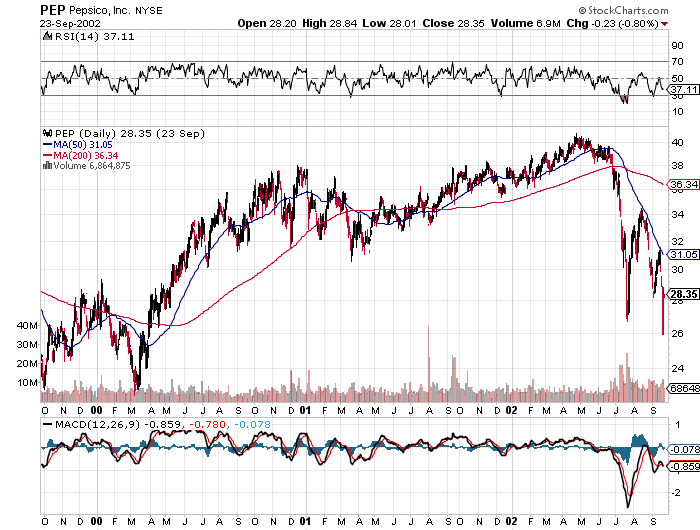 PEP Pepsico, Inc. NYSE
© StockCharts.com
23-Sep-2002
Open 28.20 High 28.84 Low 28.01 Close 28.35 Volume 6.9M Chg -0.23 (-0.80%)
RSI(14) 37.11
90
70
50
37.11
30
10
PEP (Daily) 28.35 (23 Sep)
MA(50) 31.05
MA(200) 36.34
Volume 6,864,875
40
38
36.34
34
32
31.05
30
28.35
28
26
24
40M
30M
20M
10M
68648
O N D 00 F M A M J J A S O N D 01 F M A M J J A S O N D 02 F M A M J J A S
MACD(12,26,9) -0.859, -0.780, -0.078
1
-0.078
-0.859
-2
O N D 00 F M A M J J A S O N D 01 F M A M J J A S O N D 02 F M A M J J A S